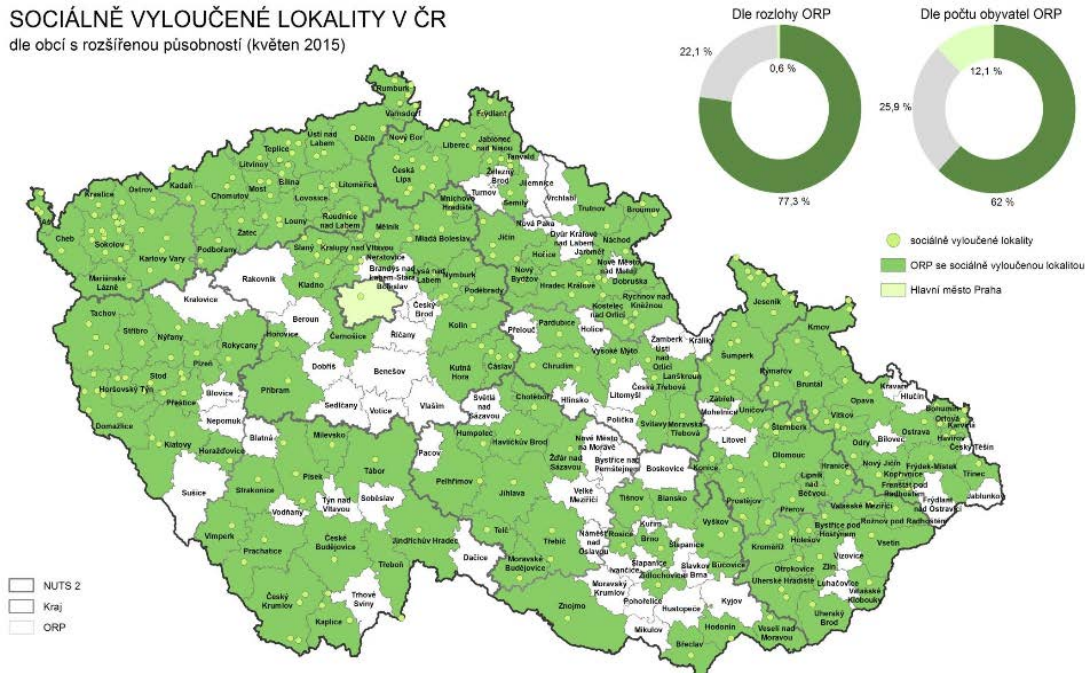 SOCIÁLNĚ VYLOUČENÉ LOKALITY V ČR
dle obcí s rozšířenou působností (květen 2015)
Dle rozlohy ORP
22,1 %
0,6 %
77,3 %
Dle počtu obyvatel ORP
12,1 %
25,9 %
62 %
sociálně vyloučené lokality
ORP se sociálně vyloučenou lokalitou
Hlavní město Praha
Rumburk
Varnsdorf
Frýdlant
Ústí nad
Labem
Děčín
Nový Bor
Liberec
Jablonec
nad Nisou
Tanvald
Teplice
Litvínov
Bílina
Most
Česká
Lípa
Železný
Brod
Jilemnice
Vrchlabí
Turnov
Semily
Trutnov
Broumov
Kraslice
Ostrov
Kadaň
Chomutov
Litoměřice
Lovosice
Aš
Cheb
Sokolov
Karlovy Vary
Mariánské
Lázně
Podbořany
Žatec
Louny
Roudnice
nad Labem
Mělník
Mnichovo
Hradiště
Mladá Boleslav
Jičín
Nová Paka
Dvůr Králové
nad Labem
Hořice
Jaroměř
Náchod
Nové Město
nad Metují
Dobruška
Slaný
Kralupy nad Vltavou
Neratovice
Brandýs nad
Labem-Stará
Boleslav
Lysá nad
Labem
Nymburk
Poděbrady
Nový
Bydžov
Hradec Králové
Kostelec
nad Orlicí
Rychnov nad
Kněžnou
Rakovník
Kladno
Kralovice
Beroun
Hořovice
Černošice
Říčany
Český
Brod
Kolín
Kutná
Hora
Čáslav
Přelouč
Pardubice
Holice
Vysoké Mýto
Chrudim
Žamberk
Ústí
nad
Orlicí
Králíky
Lanškroun
Česká Třebová
Litomyšl
Jeseník
Krnov
Šumperk
Rýmařov
Bruntál
Tachov
Stříbro
Nýřany
Plzeň
Rokycany
Stod
Horšovský Týn
Přeštice
Domažlice
Klatovy
Blovice
Nepomuk
Horažďovice
Sušice
Příbram
Dobříš
Benešov
Sedlčany
Votice
Vlašim
Blatná
Milevsko
Světlá
nad
Sázavou
Chotěboř
Hlinsko
Polička
Svitavy
Moravská
Třebová
Zábřeh
Mohelnice
Uničov
Šternberk
Litovel
Opava
Vítkov
Kravaře
Hlučín
Bohumín
Orlová
Karviná
Havířov
Český Těšín
Ostrava
Bílovec
Odry
Nový Jičín
Kopřivnice
Frýdek-Místek
Třinec
Jablunkov
Frenštát pod
Radhoštěm
Frýdlant
nad Ostravicí
Humpolec
Havlíčkův Brod
Pacov
Pelhřimov
Jihlava
Žďár nad
Sázavou
Nové Město
na Moravě
Bystřice nad
Pernštejnem
Boskovice
Konice
Olomouc
Hranice
Lipník
nad
Bečvou
Valašské Meziříčí
Rožnov pod Radhoštěm
Přerov
Prostějov
Bystřice pod
Hostýnem
Holešov
Vsetín
Kroměříž
Strakonice
Písek
Tábor
Vodňany
Týn nad
Vltavou
Soběslav
Vimperk
Prachatice
České
Budějovice
Jindřichův Hradec
Třeboň
Český
Krumlov
Kaplice
Trhové
Sviny
Dačice
Telč
Třebíč
Moravské
Budějovice
Velké
Meziříčí
Náměšť
nad
Oslavou
Tišnov
Blansko
Kuřim
Rosice
Brno
Šlapanice
Šlapanice
Ivančice
Židlochovice
Slavkov
u Brna
Vyškov
Bučovice
Moravský
Krumlov
Pohořelice
Hustopeče
Kyjov
Znojmo
Mikulov
Břeclav
Hodonín
Veselí nad
Moravou
Uherské Hradiště
Otrokovice
Zlín
Vizovice
Luhačovice
Valašské
Klobouky
Uherský
Brod
NUTS 2
Kraj
ORP